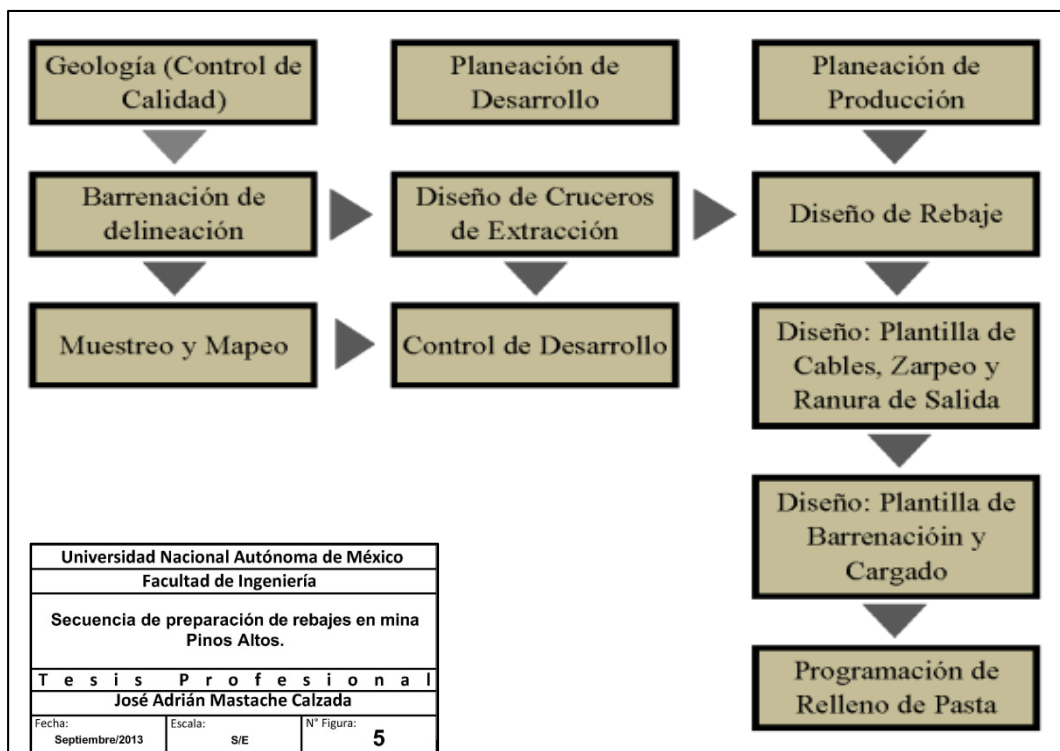 Geología (Control de
Calidad)
Planeación de
Desarrollo
Planeación de
Producción
Barrenación de
delineación
Diseño de Cruceros
de Extracción
Diseño de Rebaje
Muestreo y Mapeo
Control de Desarrollo
Diseño: Plantilla de
Cables, Zarpeo y
Ranura de Salida
Diseño: Plantilla de
Barrenacióin y
Cargado
Programación de
Relleno de Pasta
Universidad Nacional Autónoma de México
Facultad de Ingeniería
Secuencia de preparación de rebajes en mina
Pinos Altos.
T e s i s P r o f e s i o n a l
José Adrián Mastache Calzada
Fecha:
Septiembre/2013
Escala:
S/E
N° Figura:
5